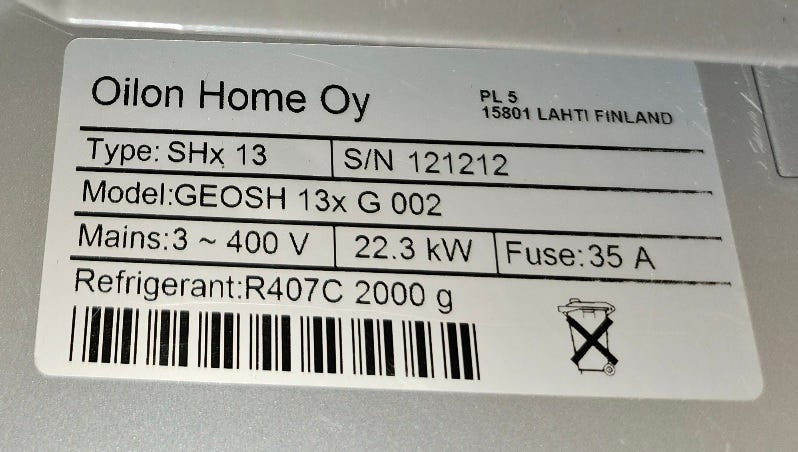 Oilon Home Oy
PL 5
15801 LAHTI FINLAND
Type: SHx 13 S/N 121212
Model:GEOSH 13x G 002
Mains:3 ~ 400 V 22.3 kW Fuse:35 A
Refrigerant:R407C 2000 g